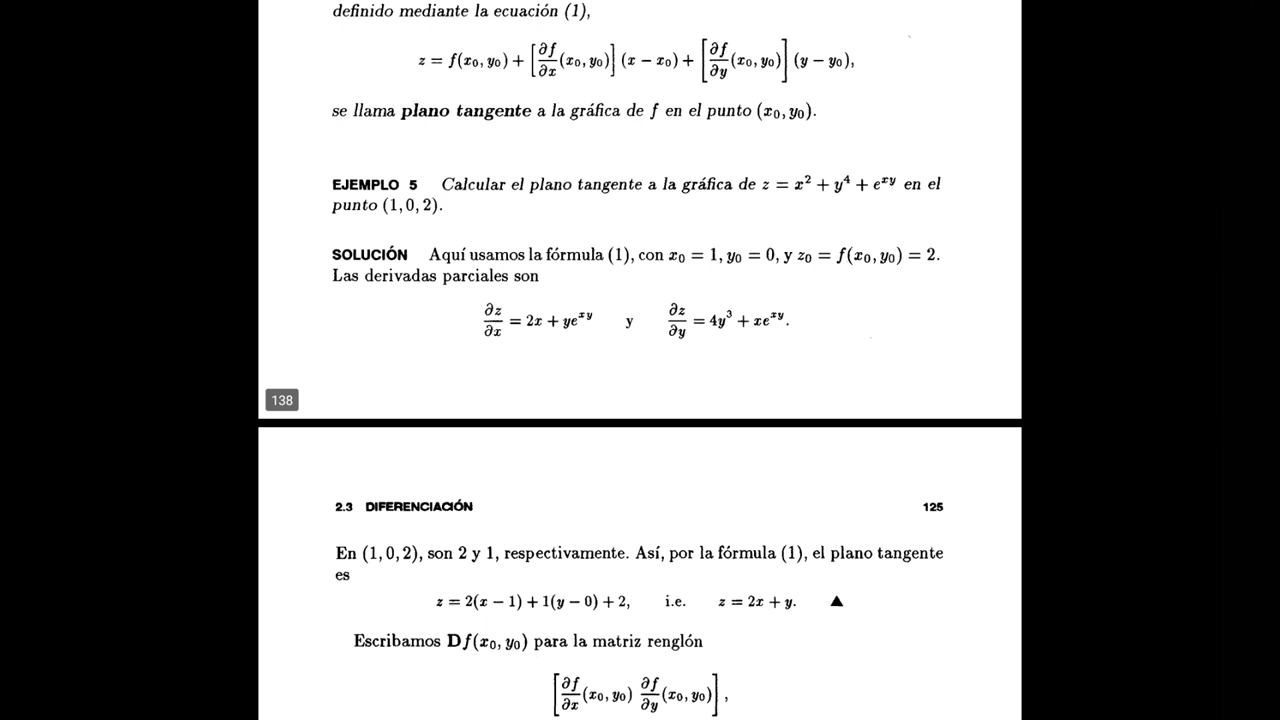 definido mediante la ecuación (1),
z = f(x₀, y₀) + [∂f/∂x (x₀, y₀)] (x − x₀) + [∂f/∂y (x₀, y₀)] (y − y₀),
se llama plano tangente a la gráfica de f en el punto (x₀, y₀).
EJEMPLO 5 Calcular el plano tangente a la gráfica de z = x² + y⁴ + eˣʸ en el
punto (1, 0, 2).
SOLUCIÓN Aquí usamos la fórmula (1), con x₀ = 1, y₀ = 0, y z₀ = f(x₀, y₀) = 2.
Las derivadas parciales son
∂z/∂x = 2x + yeˣʸ y ∂z/∂y = 4y³ + xeˣʸ.
138
2.3 DIFERENCIACIÓN 125
En (1, 0, 2), son 2 y 1, respectivamente. Así, por la fórmula (1), el plano tangente
es
z = 2(x − 1) + 1(y − 0) + 2, i.e. z = 2x + y. ▲
Escribamos Df(x₀, y₀) para la matriz renglón
[∂f/∂x (x₀, y₀) ∂f/∂y (x₀, y₀)],